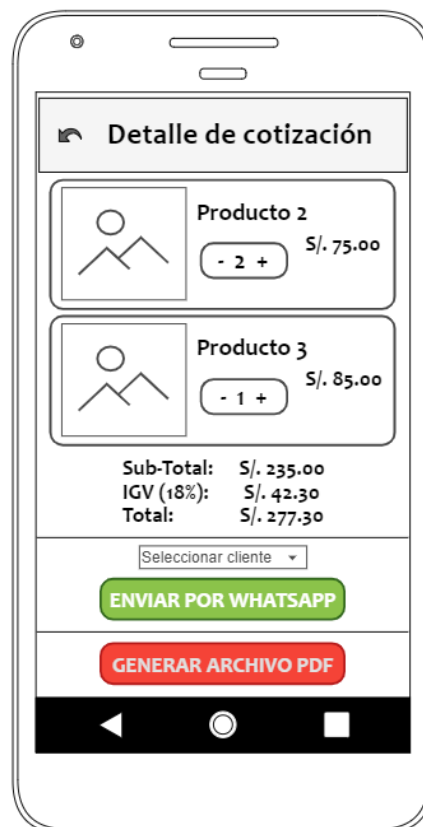 Detalle de cotización
Producto 2
- 2 +
S/. 75.00
Producto 3
- 1 +
S/. 85.00
Sub-Total: S/. 235.00
IGV (18%): S/. 42.30
Total: S/. 277.30
Seleccionar cliente
ENVIAR POR WHATSAPP
GENERAR ARCHIVO PDF